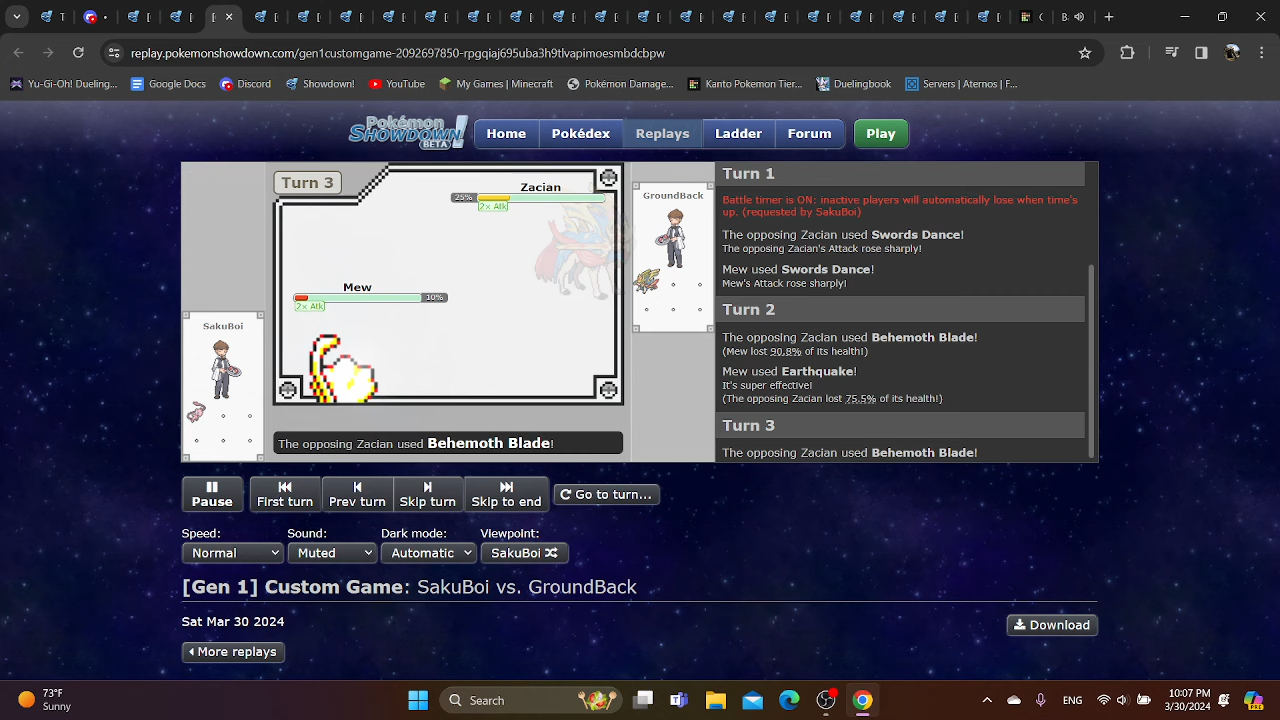 replay.pokemonshowdown.com/gen1customgame-2092697850-rpgqiaj695uba3h9tlvapimoesmbdcbpw
Yu-Gi-Oh! Dueling...
Google Docs
Discord
Showdown!
YouTube
My Games | Minecraft
Pokémon Damage...
Kanto Pokemon Tier...
Duelingbook
Servers | Aternos | F...
Pokémon
SHOWDOWN!
BETA
Home
Pokédex
Replays
Ladder
Forum
Play
Turn 3
Zacian
25%
2× Atk
Mew
10%
2× Atk
SakuBoi
GroundBack
The opposing Zacian used Behemoth Blade!
Turn 1
Battle timer is ON: inactive players will automatically lose when time's
up. (requested by SakuBoi)
The opposing Zacian used Swords Dance!
The opposing Zacian's Attack rose sharply!
Mew used Swords Dance!
Mew's Attack rose sharply!
Turn 2
The opposing Zacian used Behemoth Blade!
(Mew lost 90.8% of its health!)
Mew used Earthquake!
It's super effective!
(The opposing Zacian lost 75.5% of its health!)
Turn 3
The opposing Zacian used Behemoth Blade!
Pause
First turn
Prev turn
Skip turn
Skip to end
Go to turn...
Speed:
Sound:
Dark mode:
Viewpoint:
Normal
Muted
Automatic
SakuBoi
[Gen 1] Custom Game: SakuBoi vs. GroundBack
Sat Mar 30 2024
Download
More replays
73°F
Sunny
Search
ENG
10:07 PM
3/30/2024